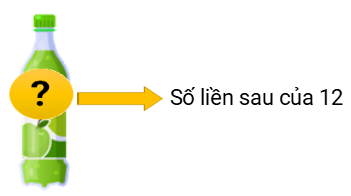 ?
Số liền sau của 12